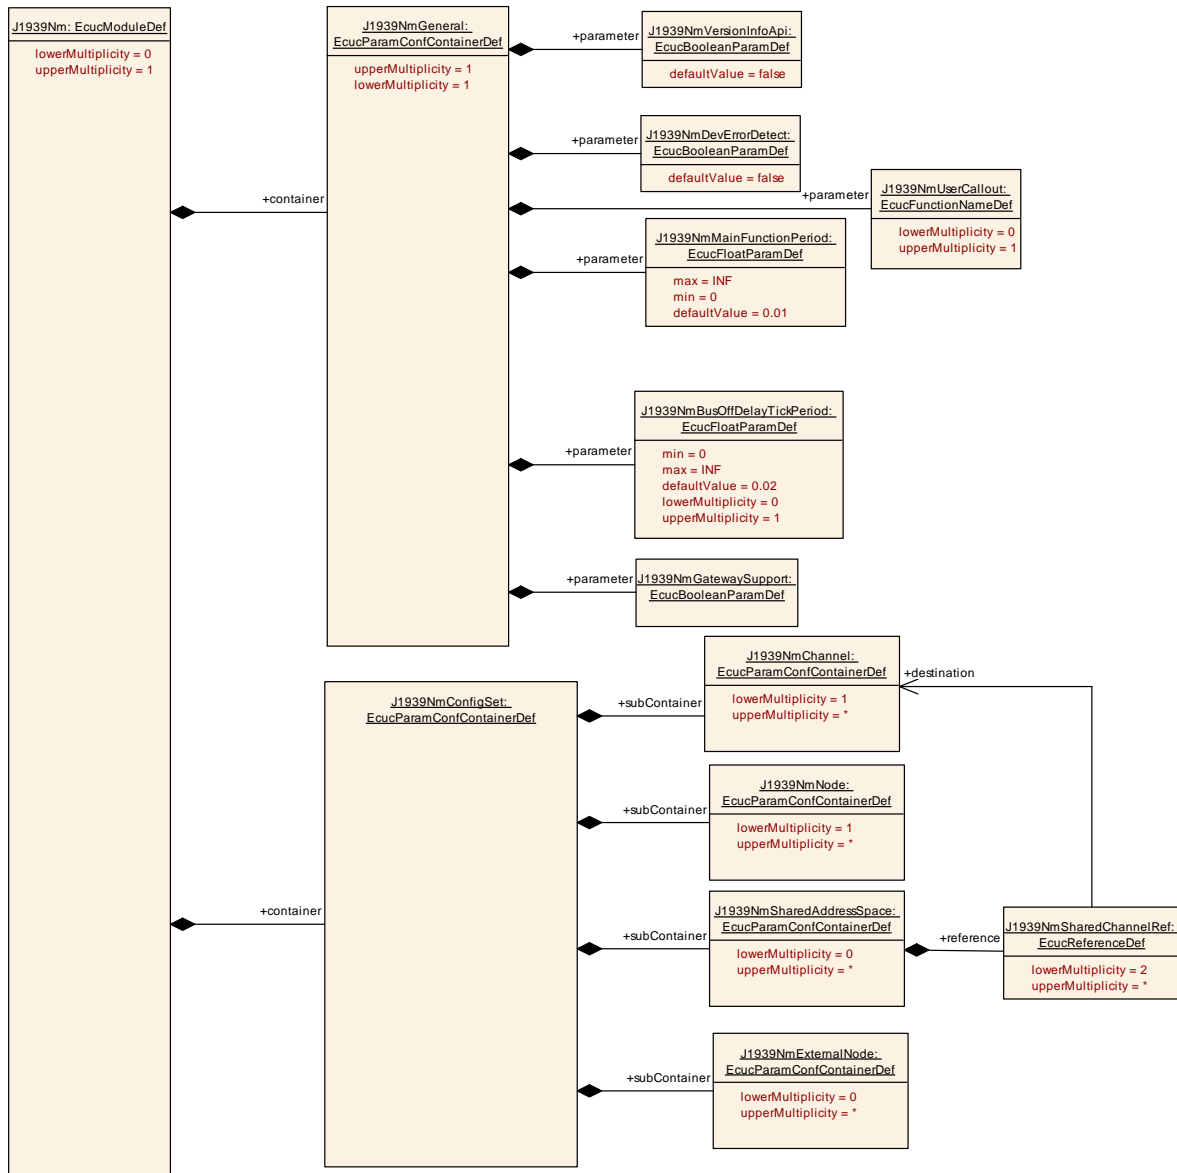 J1939Nm: EcucModuleDef
lowerMultiplicity = 0
upperMultiplicity = 1
+container
J1939NmGeneral:
EcucParamConfContainerDef
upperMultiplicity = 1
lowerMultiplicity = 1
+parameter
J1939NmVersionInfoApi:
EcucBooleanParamDef
defaultValue = false
+parameter
J1939NmDevErrorDetect:
EcucBooleanParamDef
defaultValue = false
+parameter
J1939NmUserCallout:
EcucFunctionNameDef
lowerMultiplicity = 0
upperMultiplicity = 1
+parameter
J1939NmMainFunctionPeriod:
EcucFloatParamDef
max = INF
min = 0
defaultValue = 0.01
+parameter
J1939NmBusOffDelayTickPeriod:
EcucFloatParamDef
min = 0
max = INF
defaultValue = 0.02
lowerMultiplicity = 0
upperMultiplicity = 1
+parameter
J1939NmGatewaySupport:
EcucBooleanParamDef
+container
J1939NmConfigSet:
EcucParamConfContainerDef
+subContainer
J1939NmChannel:
EcucParamConfContainerDef
lowerMultiplicity = 1
upperMultiplicity = *
+destination
+subContainer
J1939NmNode:
EcucParamConfContainerDef
lowerMultiplicity = 1
upperMultiplicity = *
+subContainer
J1939NmSharedAddressSpace:
EcucParamConfContainerDef
lowerMultiplicity = 0
upperMultiplicity = *
+reference
J1939NmSharedChannelRef:
EcucReferenceDef
lowerMultiplicity = 2
upperMultiplicity = *
+subContainer
J1939NmExternalNode:
EcucParamConfContainerDef
lowerMultiplicity = 0
upperMultiplicity = *